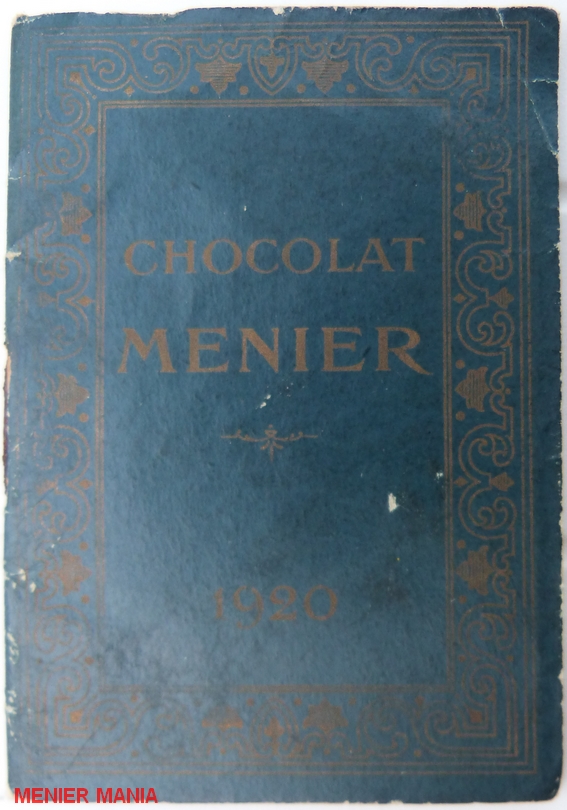 CHOCOLAT
MENIER
1920
MENIER MANIA